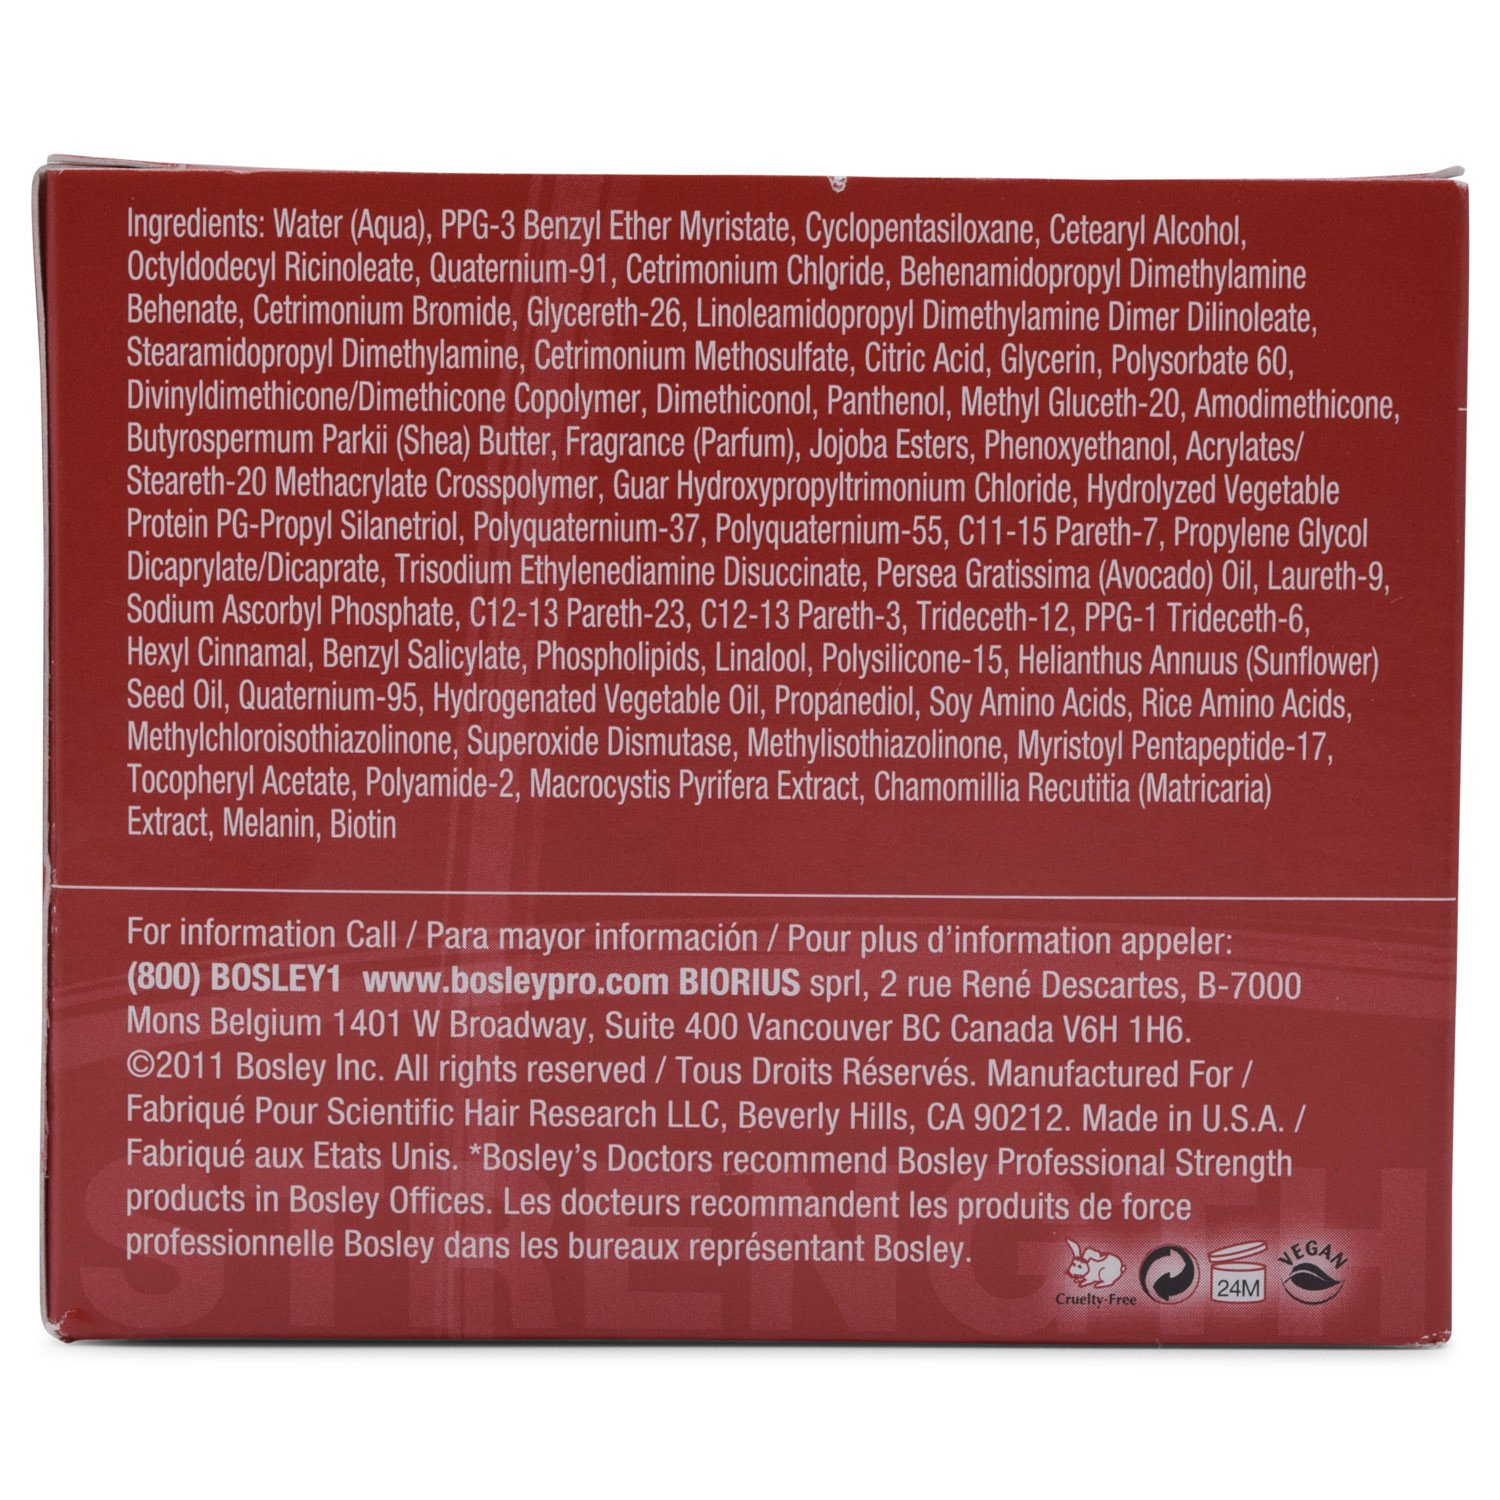 Ingredients: Water (Aqua), PPG-3 Benzyl Ether Myristate, Cyclopentasiloxane, Cetearyl Alcohol,
Octyldodecyl Ricinoleate, Quaternium-91, Cetrimonium Chloride, Behenamidopropyl Dimethylamine
Behenate, Cetrimonium Bromide, Glycereth-26, Linoleamidopropyl Dimethylamine Dimer Dilinoleate,
Stearamidopropyl Dimethylamine, Cetrimonium Methosulfate, Citric Acid, Glycerin, Polysorbate 60,
Divinyldimethicone/Dimethicone Copolymer, Dimethiconol, Panthenol, Methyl Gluceth-20, Amodimethicone,
Butyrospermum Parkii (Shea) Butter, Fragrance (Parfum), Jojoba Esters, Phenoxyethanol, Acrylates/
Steareth-20 Methacrylate Crosspolymer, Guar Hydroxypropyltrimonium Chloride, Hydrolyzed Vegetable
Protein PG-Propyl Silanetriol, Polyquaternium-37, Polyquaternium-55, C11-15 Pareth-7, Propylene Glycol
Dicaprylate/Dicaprate, Trisodium Ethylenediamine Disuccinate, Persea Gratissima (Avocado) Oil, Laureth-9,
Sodium Ascorbyl Phosphate, C12-13 Pareth-23, C12-13 Pareth-3, Trideceth-12, PPG-1 Trideceth-6,
Hexyl Cinnamal, Benzyl Salicylate, Phospholipids, Linalool, Polysilicone-15, Helianthus Annuus (Sunflower)
Seed Oil, Quaternium-95, Hydrogenated Vegetable Oil, Propanediol, Soy Amino Acids, Rice Amino Acids,
Methylchloroisothiazolinone, Superoxide Dismutase, Methylisothiazolinone, Myristoyl Pentapeptide-17,
Tocopheryl Acetate, Polyamide-2, Macrocystis Pyrifera Extract, Chamomillia Recutitia (Matricaria)
Extract, Melanin, Biotin
For information Call / Para mayor información / Pour plus d'information appeler:
(800) BOSLEY1 www.bosleypro.com BIORIUS sprl, 2 rue René Descartes, B-7000
Mons Belgium 1401 W Broadway, Suite 400 Vancouver BC Canada V6H 1H6.
©2011 Bosley Inc. All rights reserved / Tous Droits Réservés. Manufactured For /
Fabriqué Pour Scientific Hair Research LLC, Beverly Hills, CA 90212. Made in U.S.A. /
Fabriqué aux Etats Unis. *Bosley's Doctors recommend Bosley Professional Strength
products in Bosley Offices. Les docteurs recommandent les produits de force
professionnelle Bosley dans les bureaux représentant Bosley.
STRENGTH
Cruelty-Free
24M
VEGAN